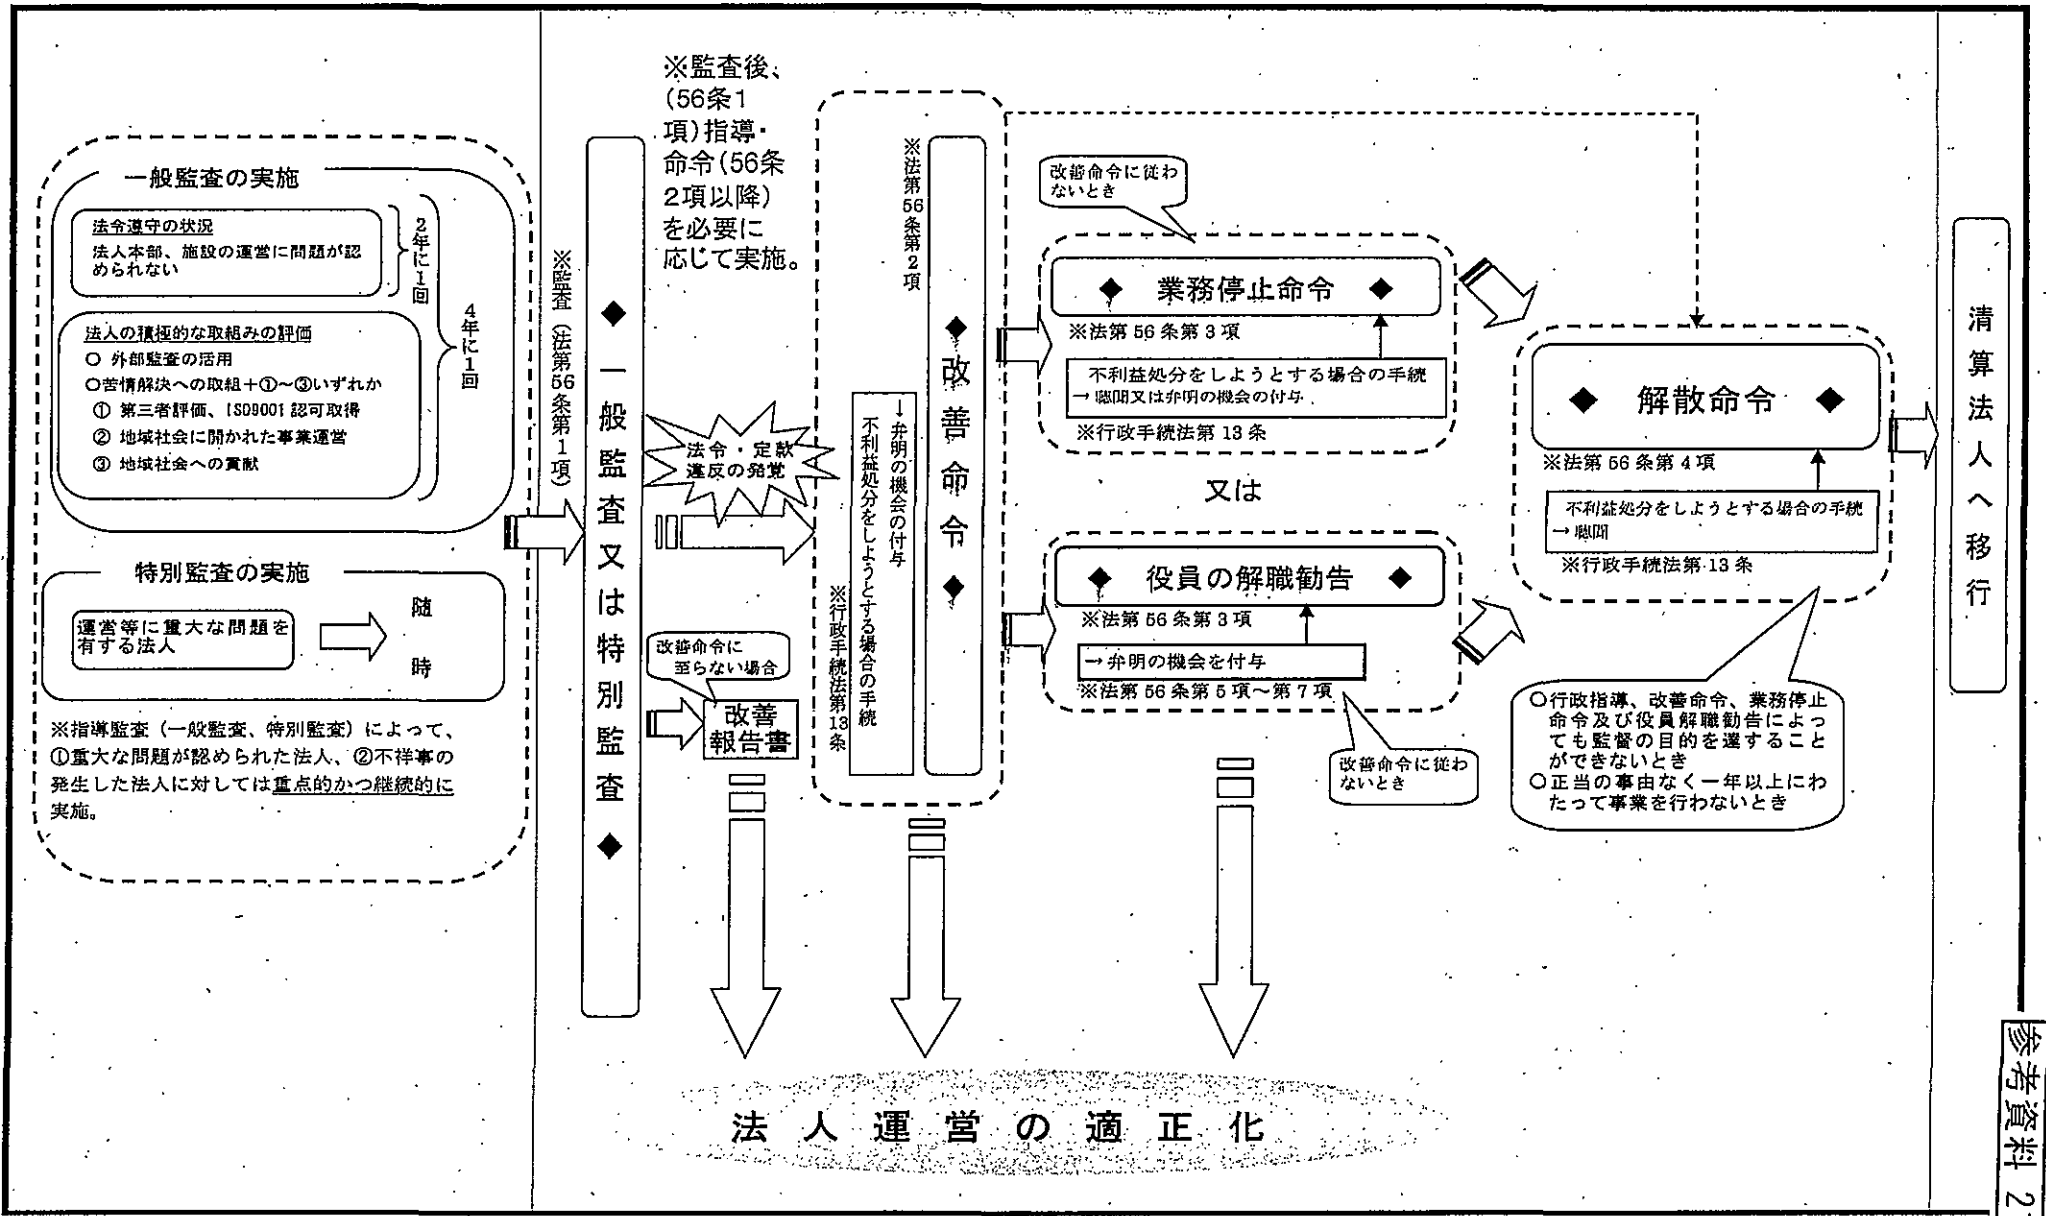 一般監査の実施
法令遵守の状況
法人本部、施設の運営に問題が認
められない
2年に1回
法人の積極的な取組みの評価
○ 外部監査の活用
○苦情解決への取組＋①～③いずれか
① 第三者評価、ISO9001 認可取得
② 地域社会に開かれた事業運営
③ 地域社会への貢献
4年に1回
特別監査の実施
運営等に重大な問題を
有する法人
随時
※指導監査（一般監査、特別監査）によって、
①重大な問題が認められた法人、②不祥事の
発生した法人に対しては重点的かつ継続的に
実施。
※監査（法第56条第1項）
◆一般監査又は特別監査◆
※監査後、
(56条1
項)指導・
命令(56条
2項以降)
を必要に
応じて実施。
法令・定款
違反の発覚
改善命令に
至らない場合
改善
報告書
※法第56条第2項
◆改善命令◆
不利益処分をしようとする場合の手続
→弁明の機会の付与
※行政手続法第13条
改善命令に従わ
ないとき
◆ 業務停止命令 ◆
※法第 56 条第 3 項
不利益処分をしようとする場合の手続
→ 聴聞又は弁明の機会の付与
※行政手続法第 13 条
又は
◆ 役員の解職勧告 ◆
※法第 56 条第 3 項
→ 弁明の機会を付与
※法第 56 条第 5 項～第 7 項
改善命令に従わ
ないとき
◆ 解散命令 ◆
※法第 56 条第 4 項
不利益処分をしようとする場合の手続
→ 聴聞
※行政手続法第 13 条
○行政指導、改善命令、業務停止
命令及び役員解職勧告によっ
ても監督の目的を達すること
ができないとき
○正当の事由なく一年以上にわ
たって事業を行わないとき
清算法人へ移行
法人運営の適正化
参考資料 2